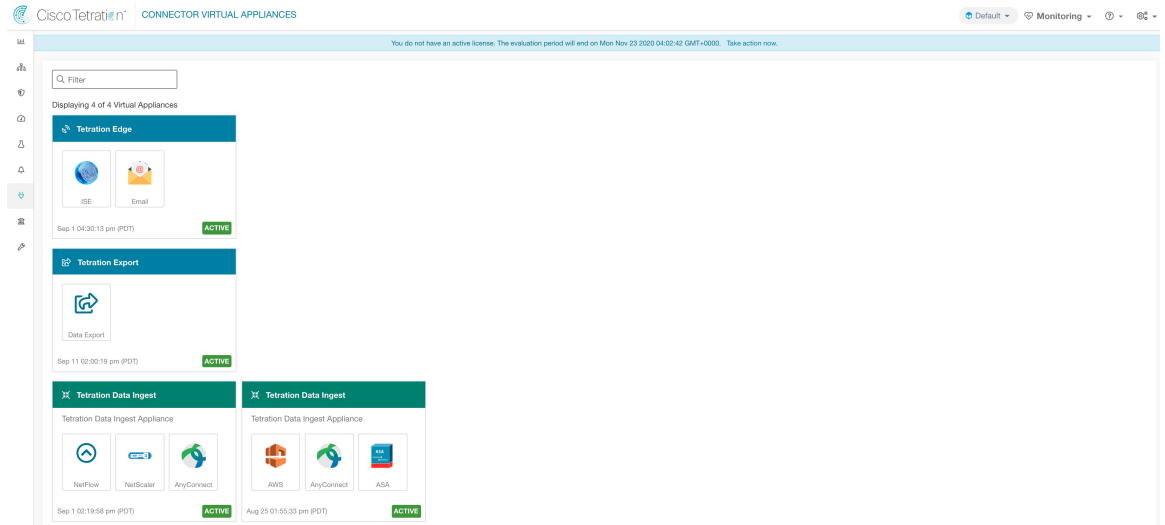 Cisco Tetration™ CONNECTOR VIRTUAL APPLIANCES Default Monitoring
You do not have an active license. The evaluation period will end on Mon Nov 23 2020 04:02:42 GMT+0000. Take action now.
Filter
Displaying 4 of 4 Virtual Appliances
Tetration Edge
ISE Email
Sep 1 04:30:13 pm (PDT) ACTIVE
Tetration Export
Data Export
Sep 11 02:00:19 pm (PDT) ACTIVE
Tetration Data Ingest
Tetration Data Ingest Appliance
NetFlow NetScaler AnyConnect
Sep 1 02:19:58 pm (PDT) ACTIVE
Tetration Data Ingest
Tetration Data Ingest Appliance
ASA
AWS AnyConnect ASA
Aug 25 01:55:33 pm (PDT) ACTIVE